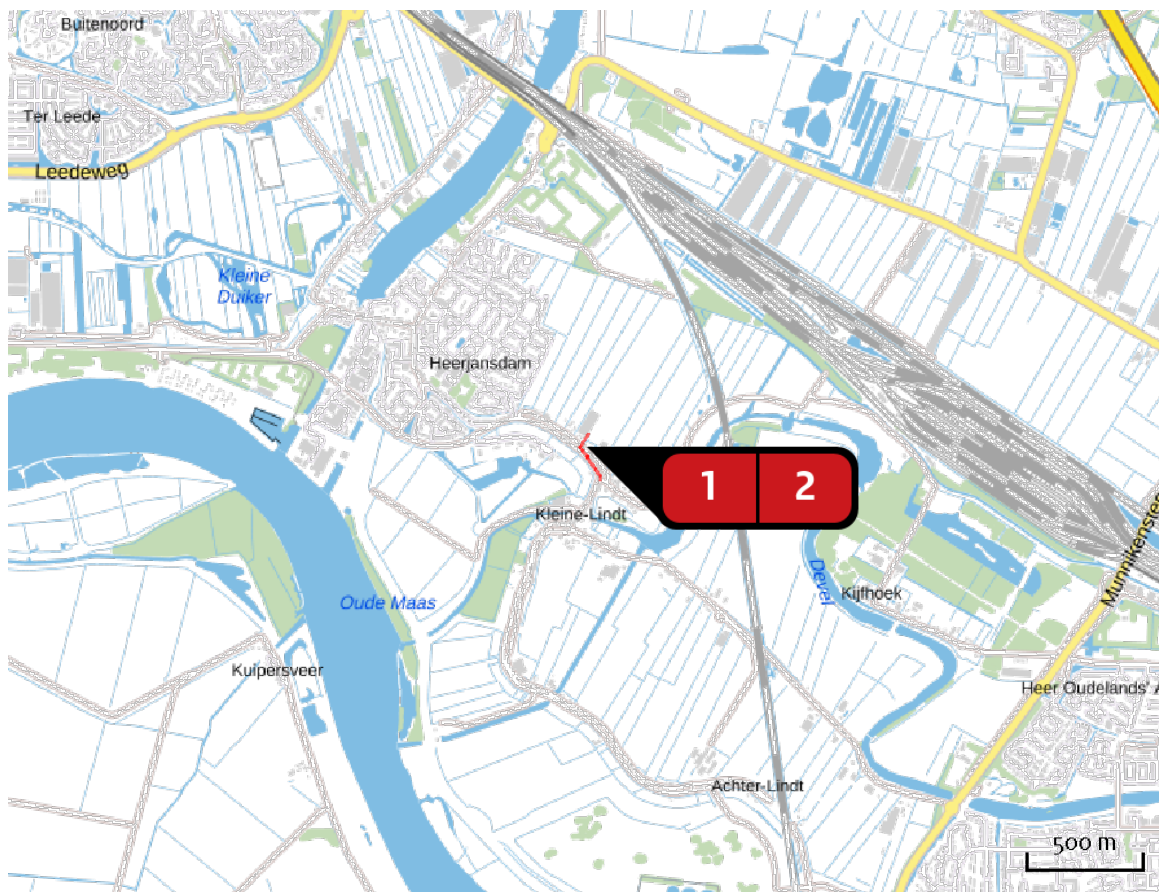 Buitenoord
Ter Leede
Leedeweg
Kleine
Duiker
Heerjansdam
1 2
Kleine-Lindt
Oude Maas
Devel
Kijfhoek
Munnikensteeg
Kuipersveer
Heer Oudelands' A
Achter-Lindt
500 m